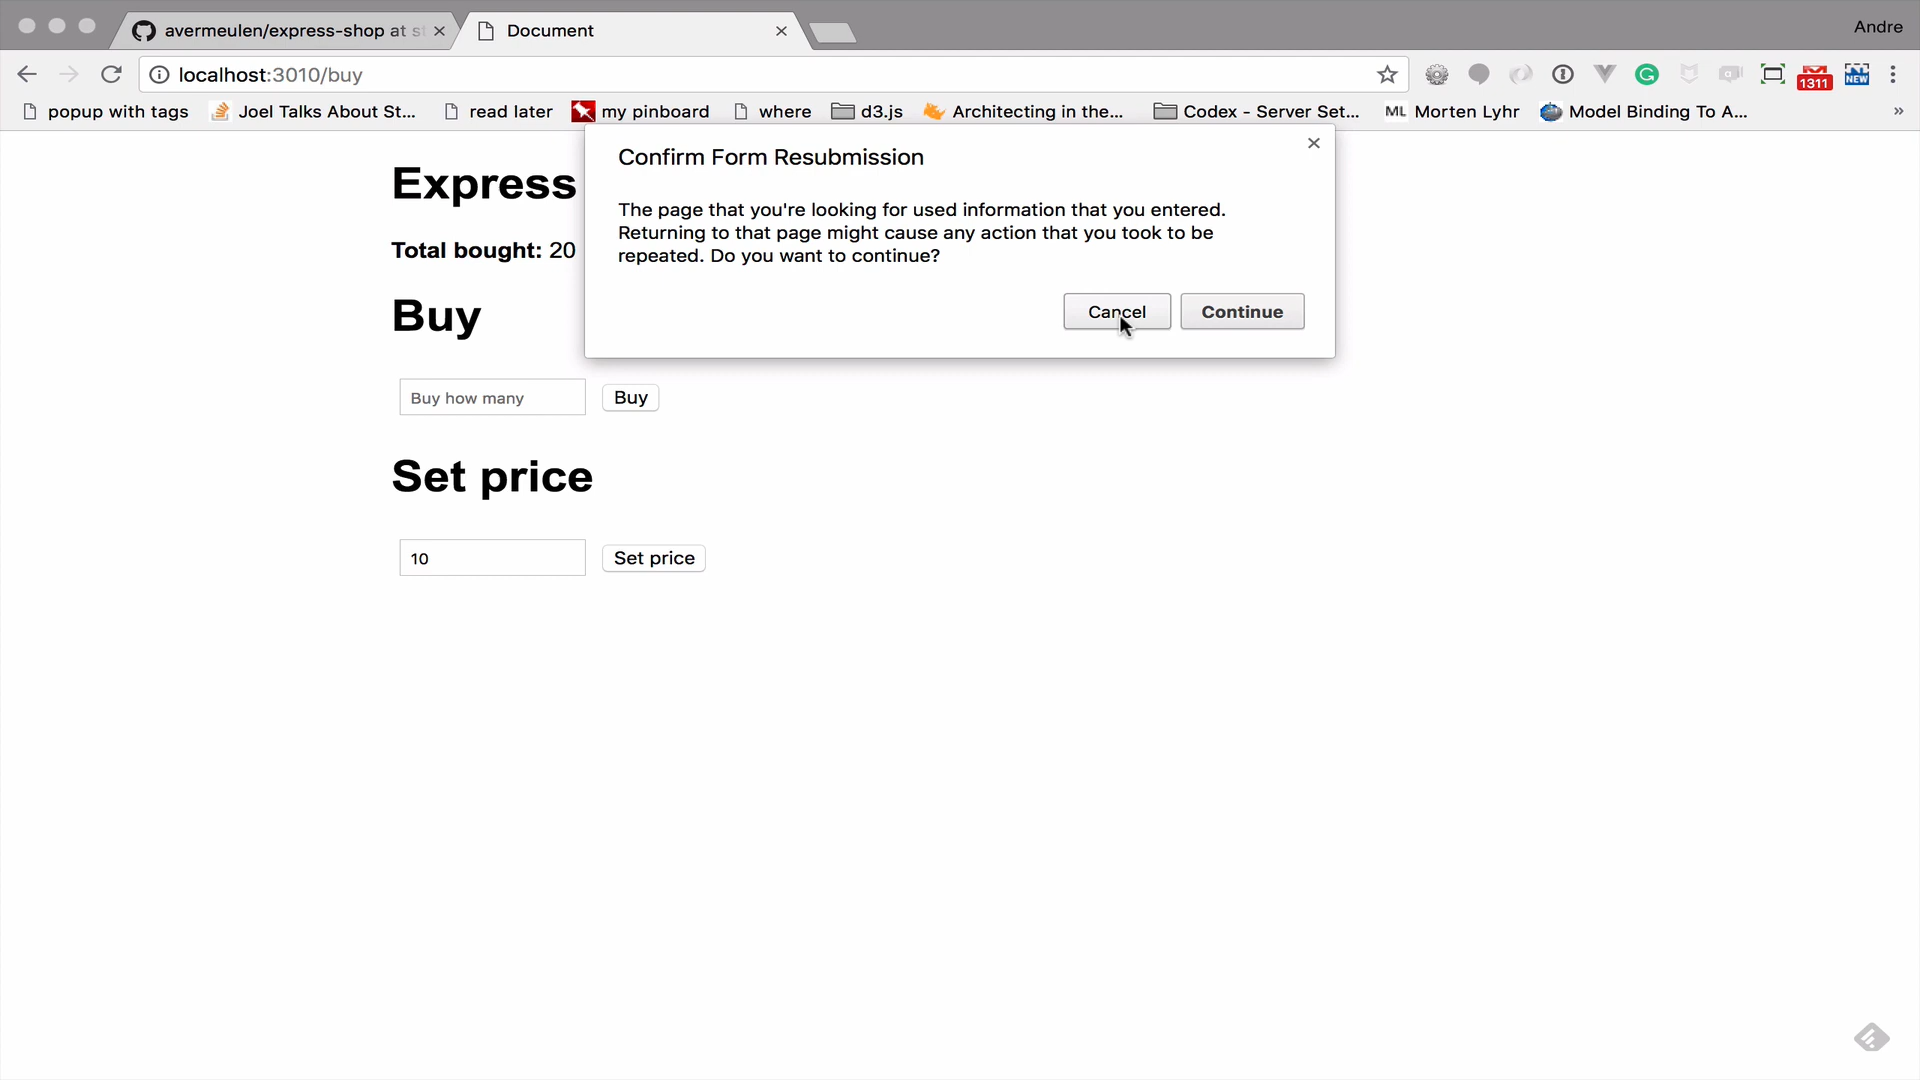 avermeulen/express-shop at st
Document
Andre
localhost:3010/buy
1311
NEW
popup with tags
Joel Talks About St...
read later
my pinboard
where
d3.js
Architecting in the...
Codex - Server Set...
ML Morten Lyhr
Model Binding To A...
»
Confirm Form Resubmission
The page that you're looking for used information that you entered.
Returning to that page might cause any action that you took to be
repeated. Do you want to continue?
Cancel
Continue
Express
Total bought: 20
Buy
Buy how many
Buy
Set price
10
Set price